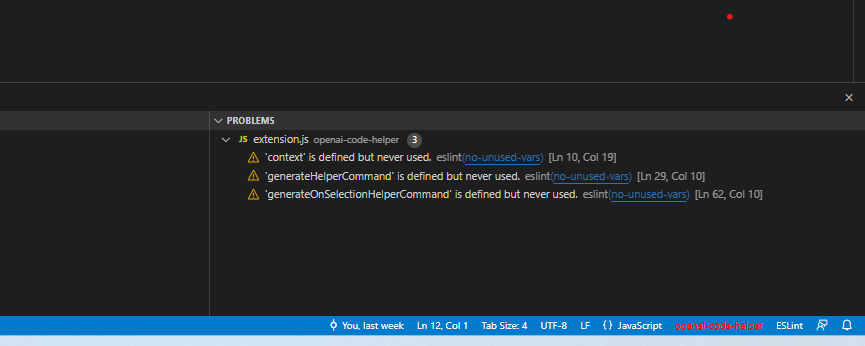 PROBLEMS
JS extension.js openai-code-helper 3
'context' is defined but never used. eslint(no-unused-vars) [Ln 10, Col 19]
'generateHelperCommand' is defined but never used. eslint(no-unused-vars) [Ln 29, Col 10]
'generateOnSelectionHelperCommand' is defined but never used. eslint(no-unused-vars) [Ln 62, Col 10]
You, last week Ln 12, Col 1 Tab Size: 4 UTF-8 LF {} JavaScript openai-code-helper ESLint